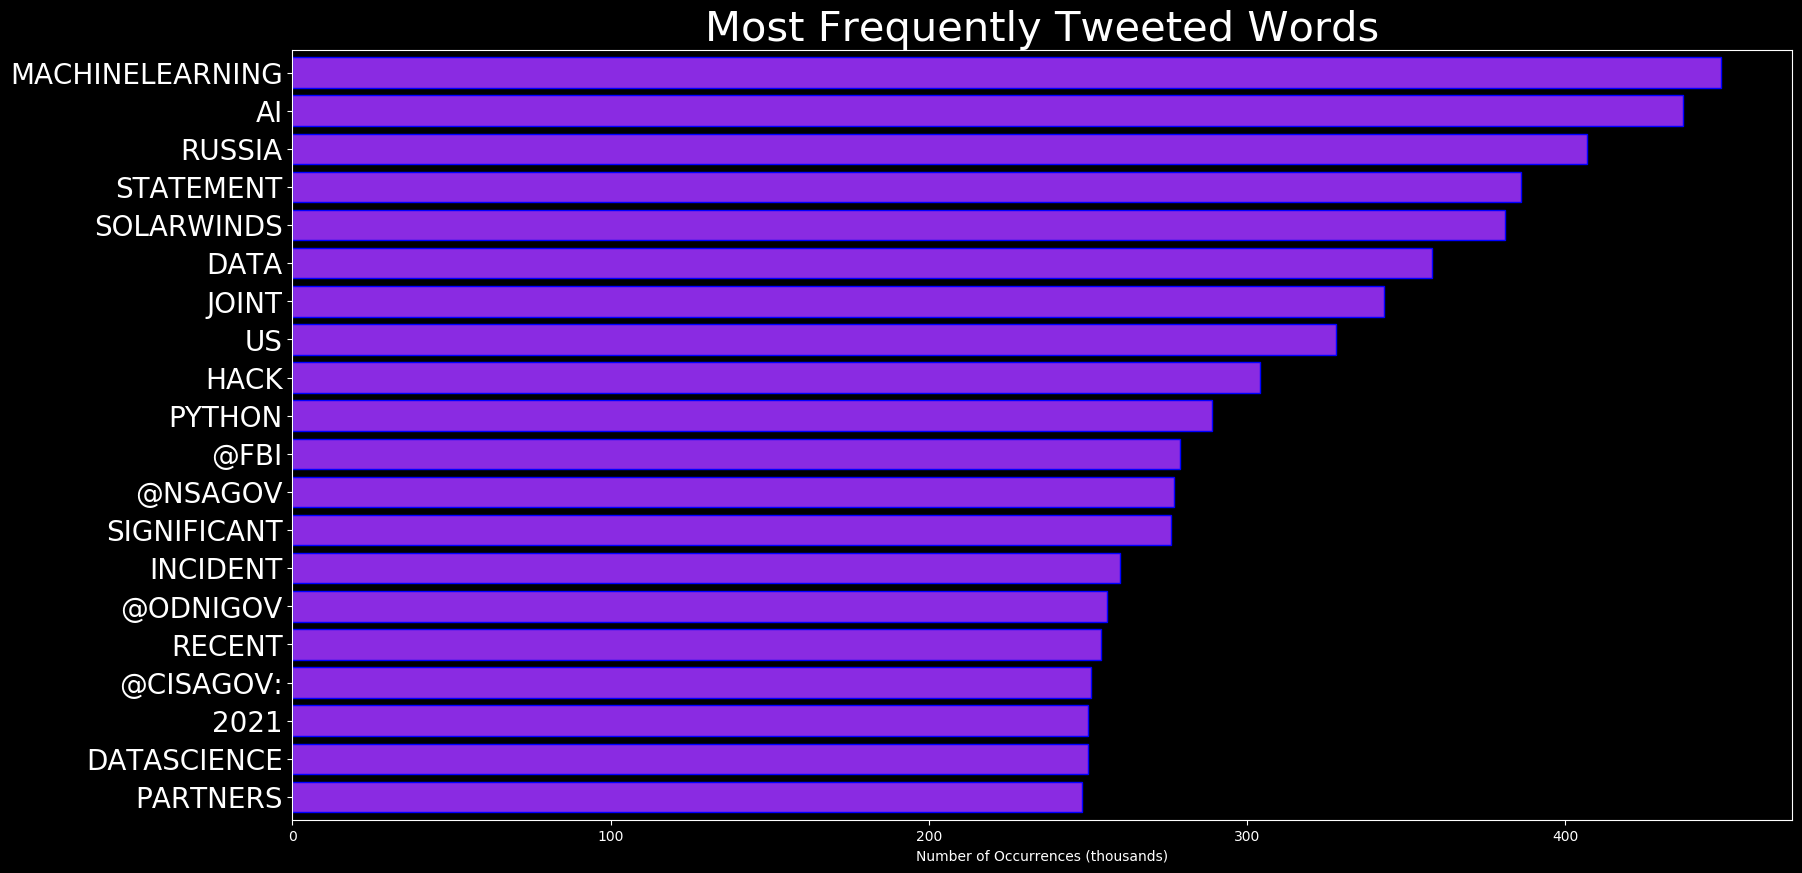 Most Frequently Tweeted Words
MACHINELEARNING
AI
RUSSIA
STATEMENT
SOLARWINDS
DATA
JOINT
US
HACK
PYTHON
@FBI
@NSAGOV
SIGNIFICANT
INCIDENT
@ODNIGOV
RECENT
@CISAGOV:
2021
DATASCIENCE
PARTNERS
0 100 200 300 400
Number of Occurrences (thousands)